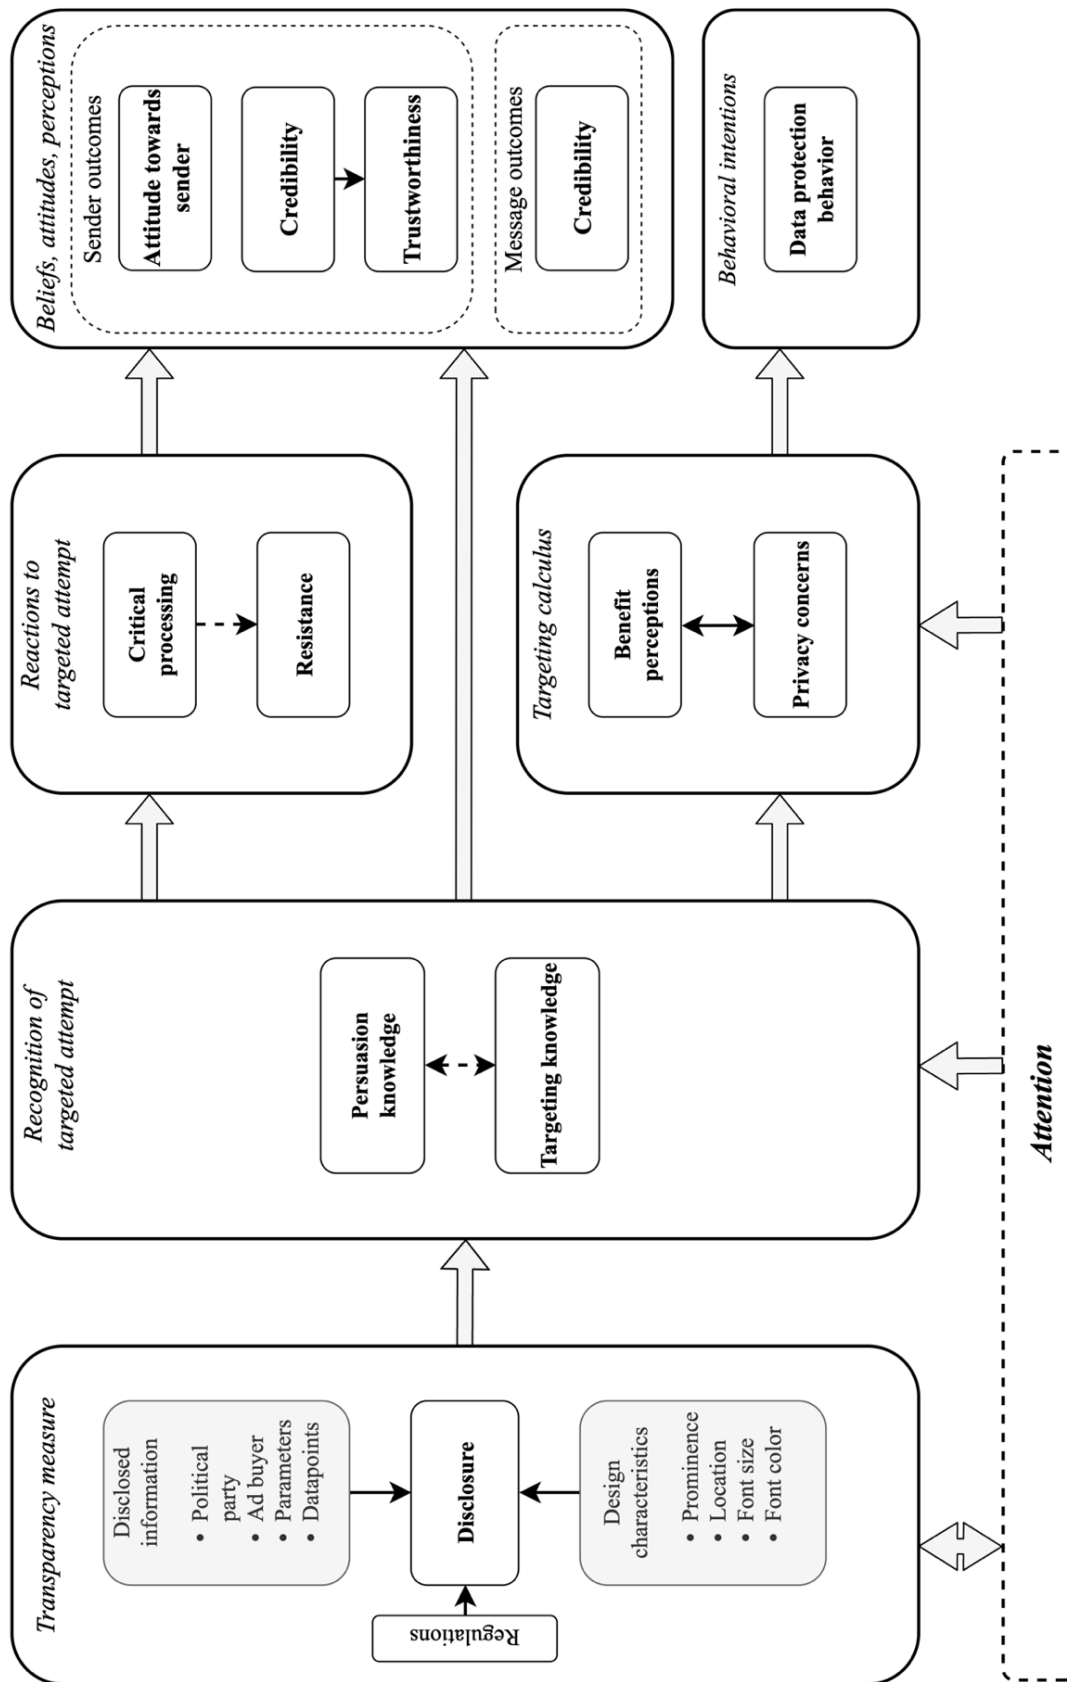 Transparency measure
Disclosed
information
• Political
party
• Ad buyer
• Parameters
• Datapoints
Regulations
Disclosure
Design
characteristics
• Prominence
• Location
• Font size
• Font color
Recognition of
targeted attempt
Persuasion
knowledge
Targeting knowledge
Reactions to
targeted attempt
Critical
processing
Resistance
Targeting calculus
Benefit
perceptions
Privacy concerns
Beliefs, attitudes, perceptions
Sender outcomes
Attitude towards
sender
Credibility
Trustworthiness
Message outcomes
Credibility
Behavioral intentions
Data protection
behavior
Attention